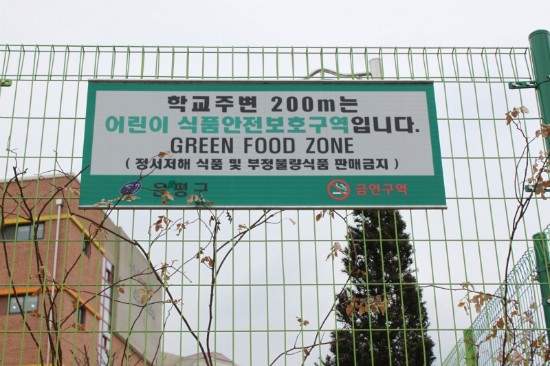 학교주변 200m는
어린이 식품안전보호구역입니다.
GREEN FOOD ZONE
( 정서저해 식품 및 부정불량식품 판매금지 )
은평구 금연구역